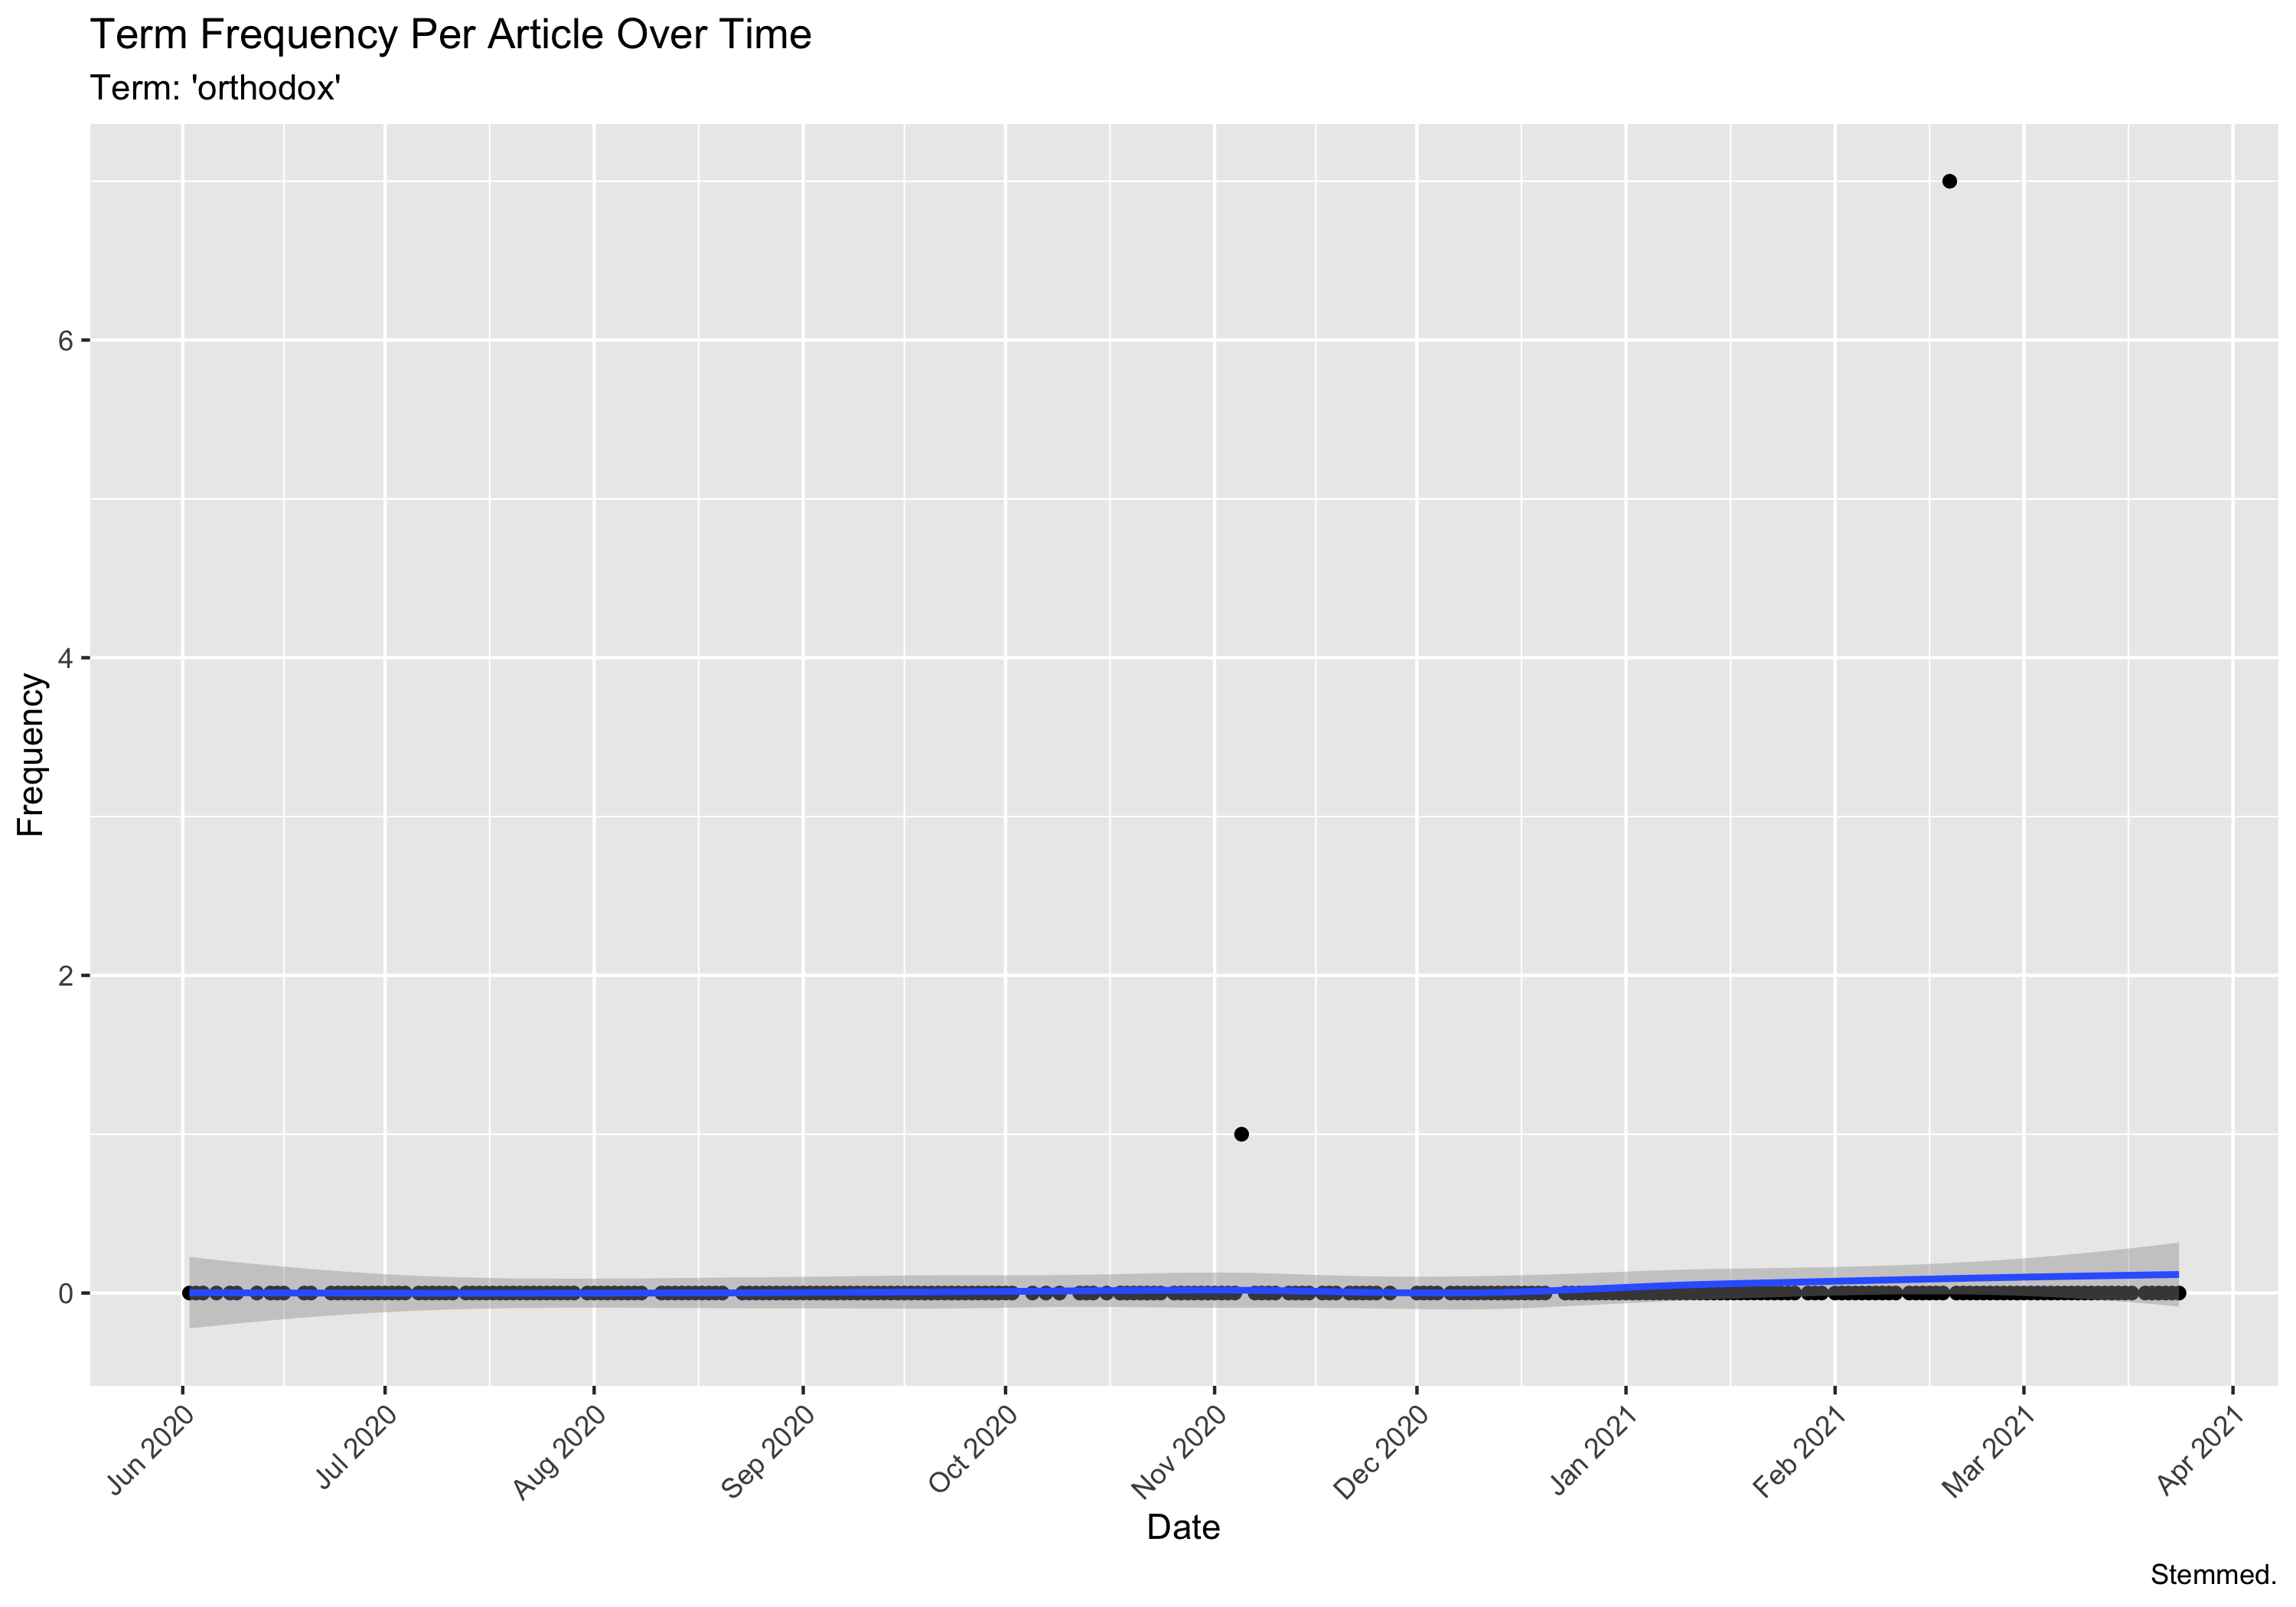 Term Frequency Per Article Over Time
Term: 'orthodox'
Frequency
6
4
2
0
Jun 2020
Jul 2020
Aug 2020
Sep 2020
Oct 2020
Nov 2020
Dec 2020
Jan 2021
Feb 2021
Mar 2021
Apr 2021
Date
Stemmed.